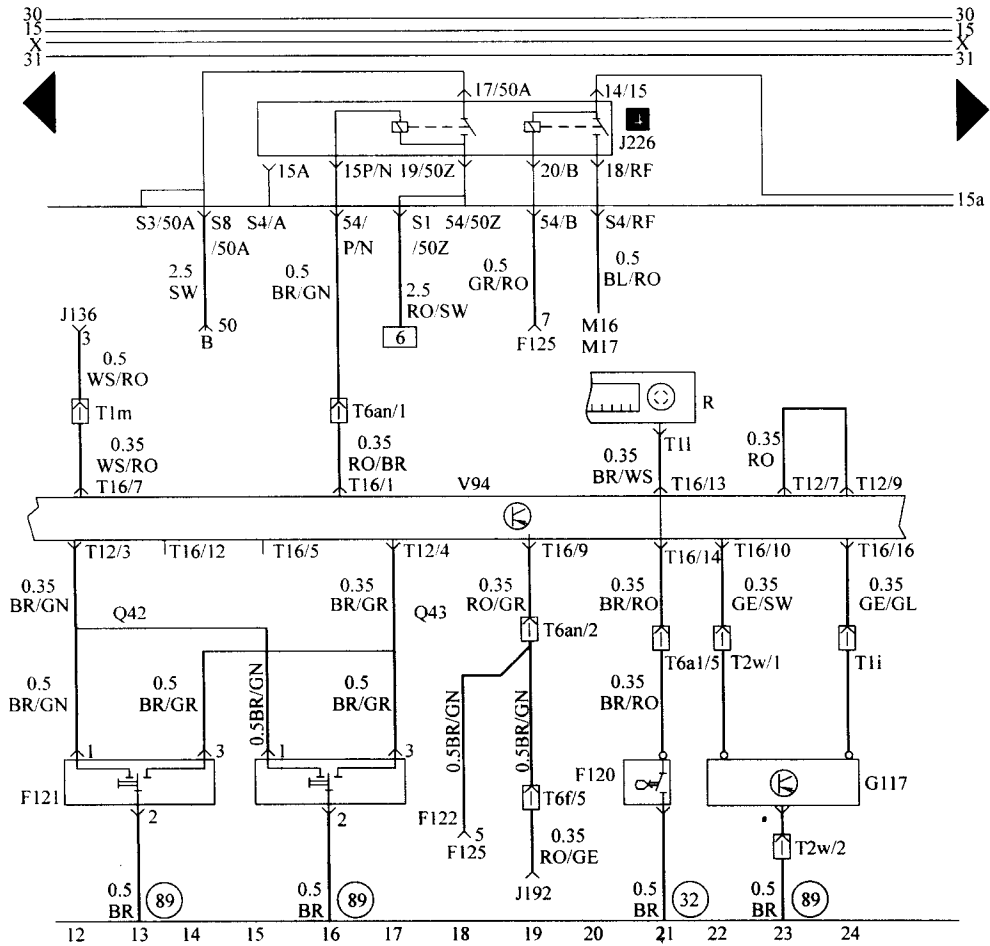 30 30
15 15
X X
31 31
17/50A 14/15
J226
15A 15P/N 19/50Z 20/B 18/RF
15a
S3/50A S8 S4/A 54/ S1 54/50Z 54/B S4/RF
/50A P/N /50Z
2.5 0.5 0.5 0.5
SW BR/GN GR/RO BL/RO
2.5
RO/SW
J136 50 7 M16
3 B 6 F125 M17
0.5
WS/RO
T1m T6an/1 R
0.35 0.35 T1l 0.35
WS/RO RO/BR 0.35 RO
BR/WS
T16/7 T16/1 V94 T16/13 T12/7 T12/9
T12/3 T16/12 T16/5 T12/4 T16/9 T16/14 T16/10 T16/16
0.35 0.35 0.35 0.35 0.35 0.35
BR/GN BR/GR RO/GR BR/RO GE/SW GE/GL
Q42 Q43
T6an/2 T6a1/5 T2w/1 T1i
0.5 0.5 0.5BR/GN 0.5 0.5BR/GN 0.5BR/GN 0.35
BR/GN BR/GR BR/GR BR/RO
1 3 1 3
F121 F120 G117
2 2 F122 T6f/5
5
F125 0.35
RO/GE
T2w/2
J192
0.5 89 0.5 89 0.5 32 0.5 89
BR BR BR BR
12 13 14 15 16 17 18 19 20 21 22 23 24